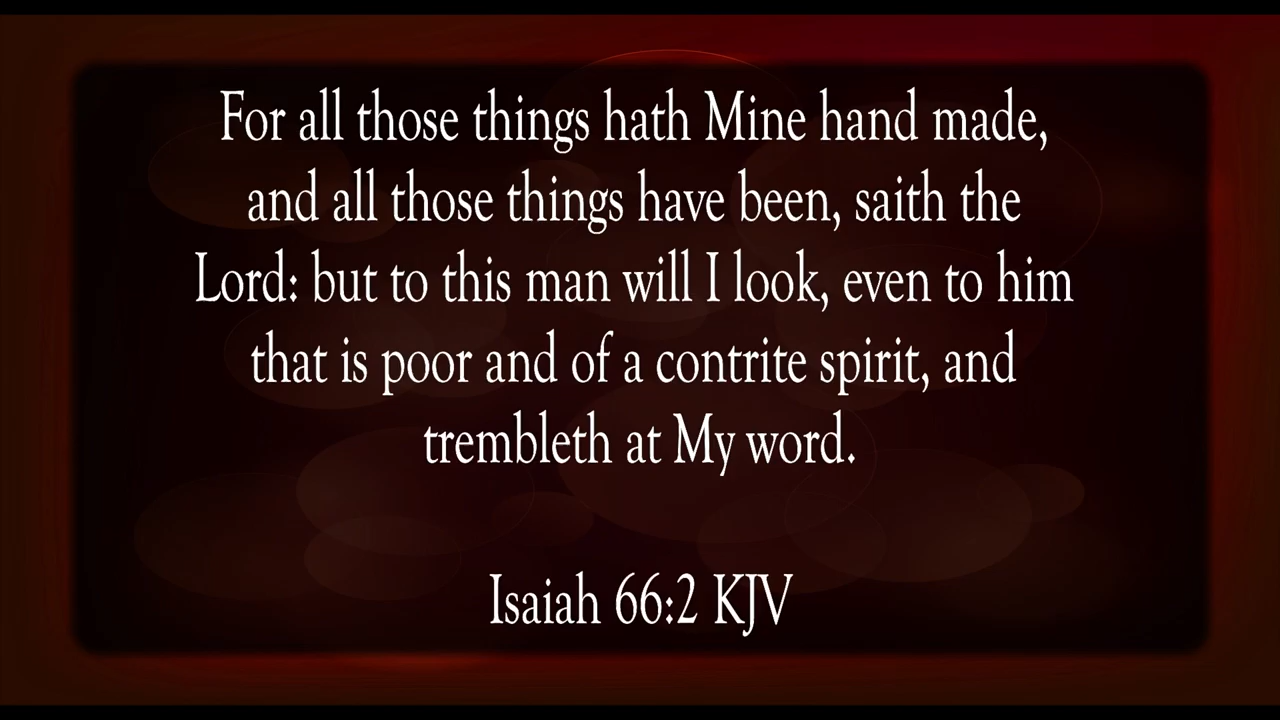 For all those things hath Mine hand made,
and all those things have been, saith the
Lord: but to this man will I look, even to him
that is poor and of a contrite spirit, and
trembleth at My word.
Isaiah 66:2 KJV